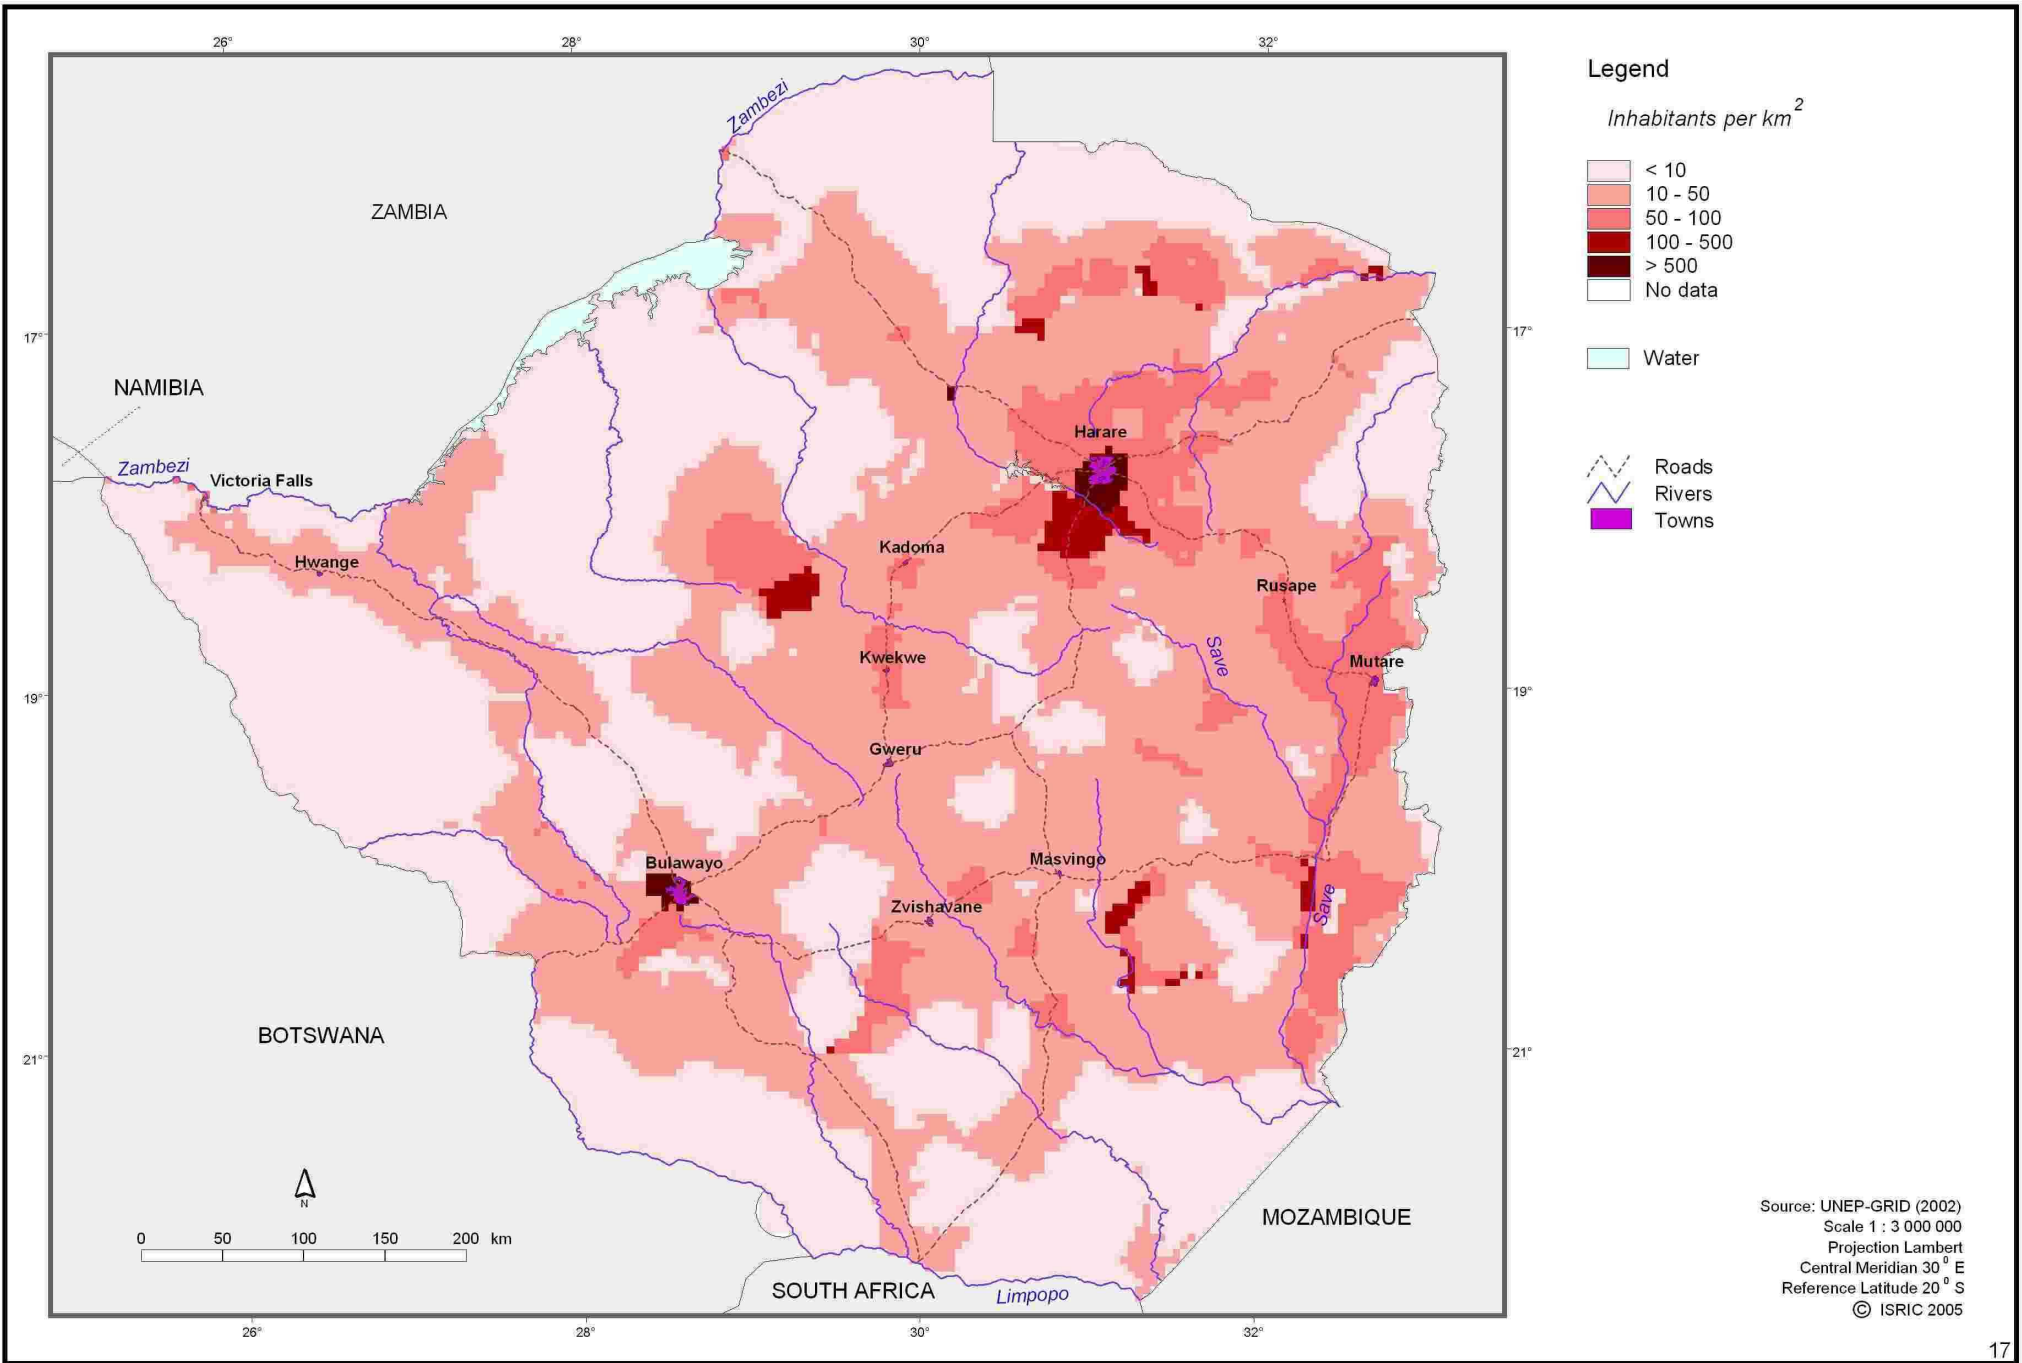 26°
28°
30°
32°
Legend
Inhabitants per km2
< 10
10 - 50
50 - 100
100 - 500
> 500
No data
Water
Roads
Rivers
Towns
Zambezi
ZAMBIA
17°
17°
NAMIBIA
Harare
Zambezi
Victoria Falls
Kadoma
Hwange
Rusape
Save
Kwekwe
Mutare
19°
19°
Gweru
Bulawayo
Masvingo
Zvishavane
Save
BOTSWANA
21°
21°
N
0 50 100 150 200 km
MOZAMBIQUE
SOUTH AFRICA
Limpopo
26°
28°
30°
32°
Source: UNEP-GRID (2002)
Scale 1 : 3 000 000
Projection Lambert
Central Meridian 30 0 E
Reference Latitude 20 0 S
© ISRIC 2005
17